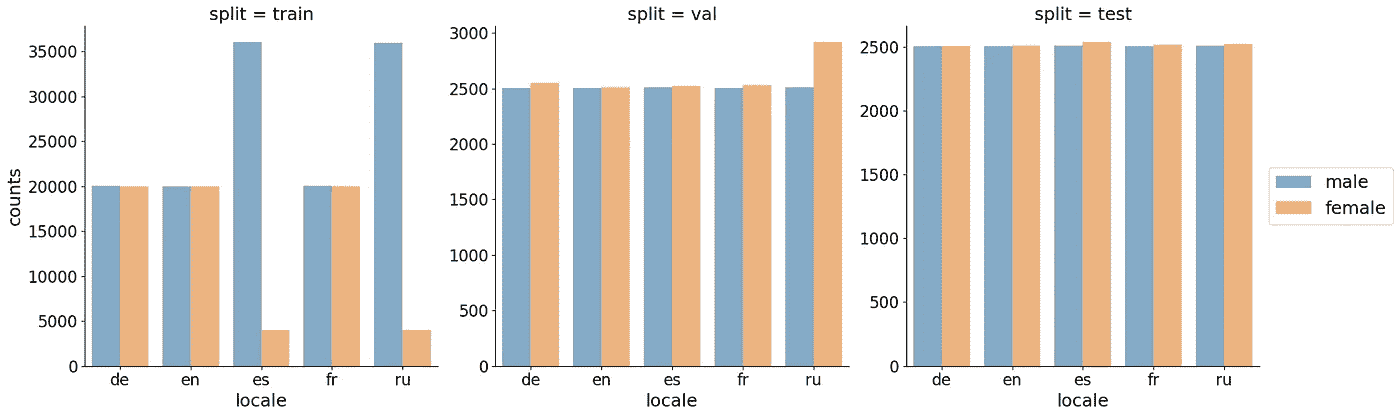 split = train
35000
30000
25000
20000
15000
10000
5000
0
counts
de en es fr ru
locale
split = val
3000
2500
2000
1500
1000
500
0
de en es fr ru
locale
split = test
2500
2000
1500
1000
500
0
de en es fr ru
locale
male
female